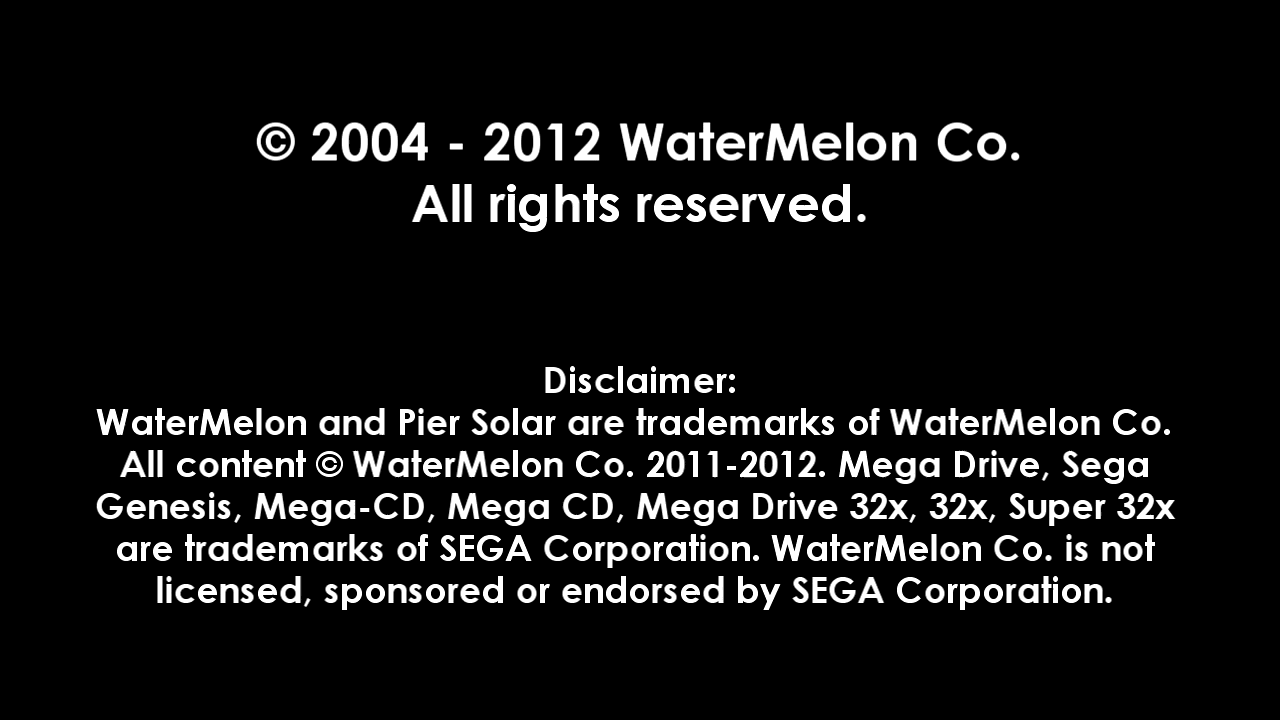 © 2004 - 2012 WaterMelon Co.
All rights reserved.
Disclaimer:
WaterMelon and Pier Solar are trademarks of WaterMelon Co.
All content © WaterMelon Co. 2011-2012. Mega Drive, Sega
Genesis, Mega-CD, Mega CD, Mega Drive 32x, 32x, Super 32x
are trademarks of SEGA Corporation. WaterMelon Co. is not
licensed, sponsored or endorsed by SEGA Corporation.